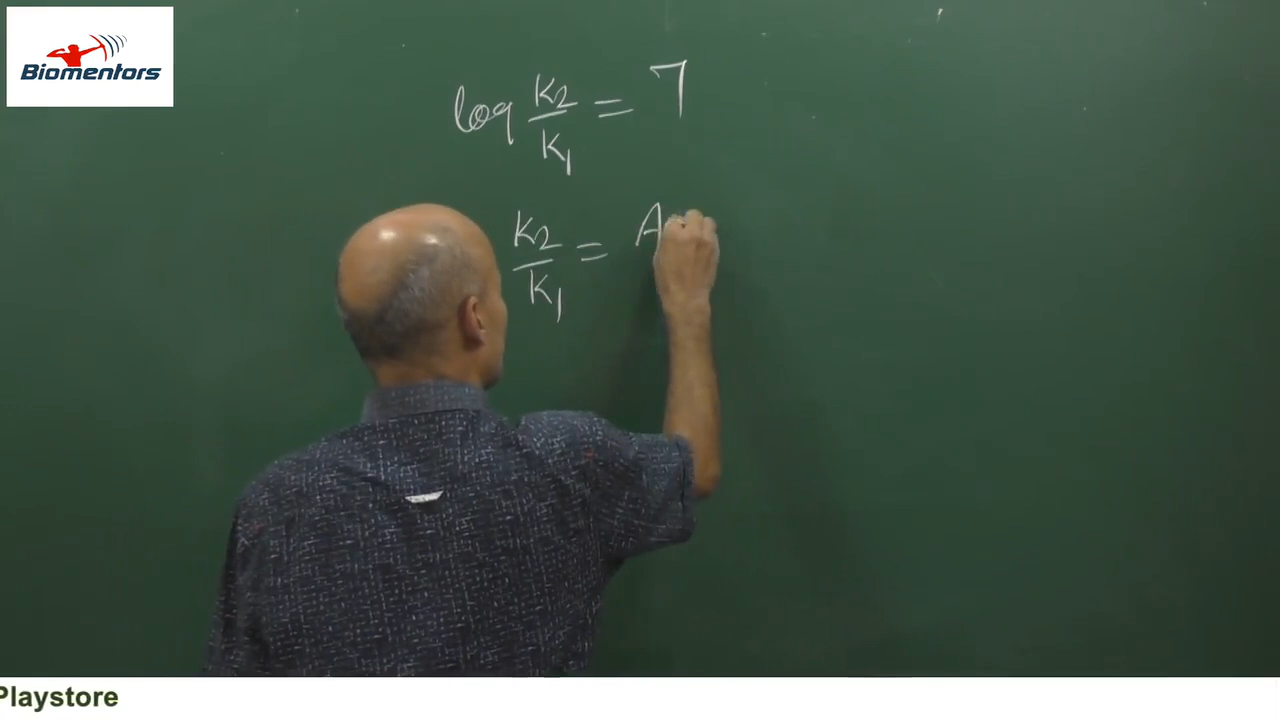 Biomentors
log K2/K1 = 7
K2/K1 = A
Playstore